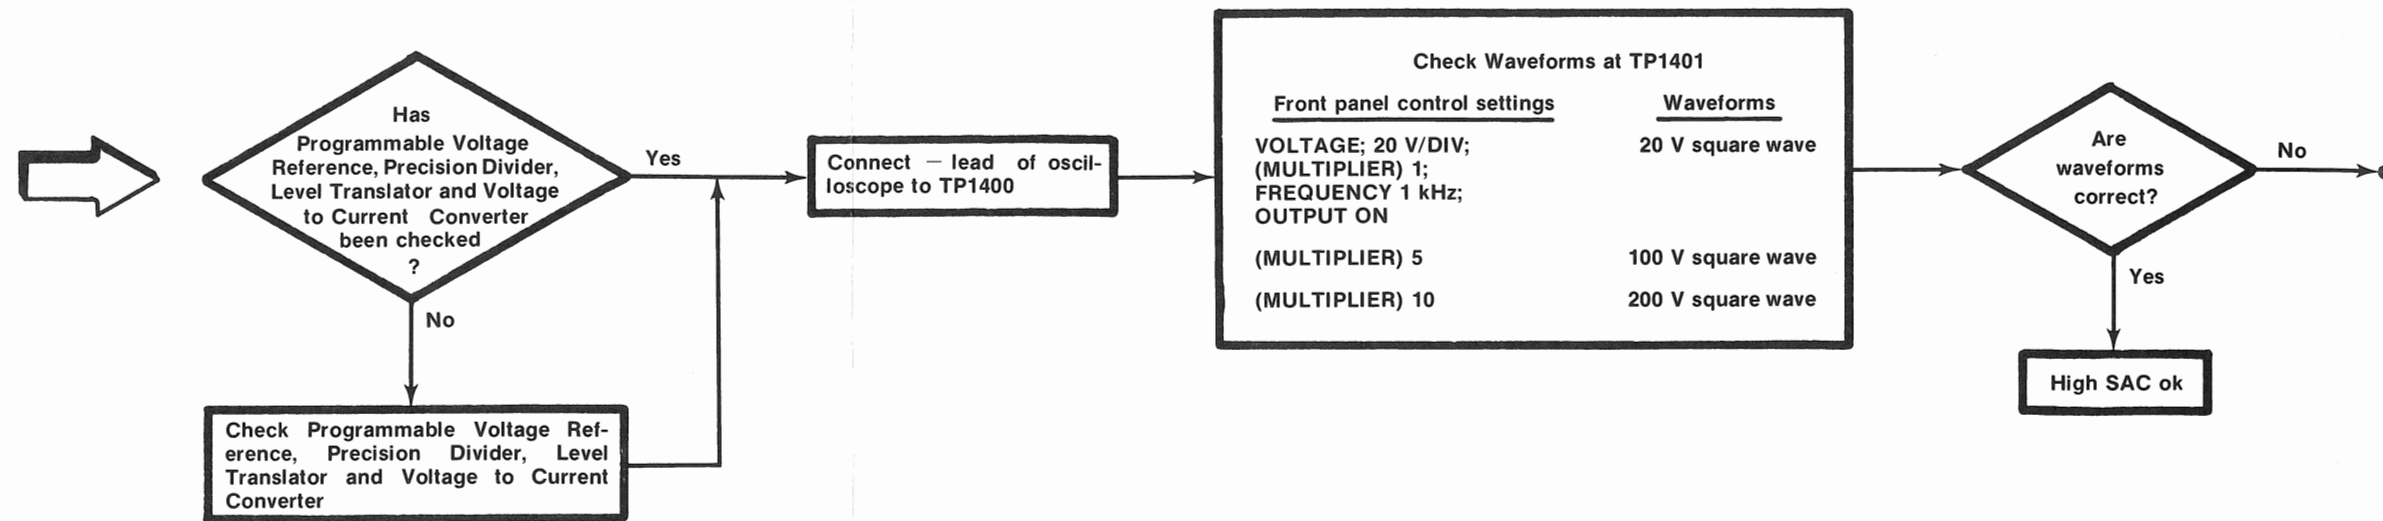 Has
Programmable Voltage
Reference, Precision Divider,
Level Translator and Voltage
to Current Converter
been checked
?
Yes
No
Check Programmable Voltage Ref-
erence, Precision Divider, Level
Translator and Voltage to Current
Converter
Connect — lead of oscil-
loscope to TP1400
Check Waveforms at TP1401
Front panel control settings Waveforms
VOLTAGE; 20 V/DIV; 20 V square wave
(MULTIPLIER) 1;
FREQUENCY 1 kHz;
OUTPUT ON
(MULTIPLIER) 5 100 V square wave
(MULTIPLIER) 10 200 V square wave
Are
waveforms
correct?
No
Yes
High SAC ok